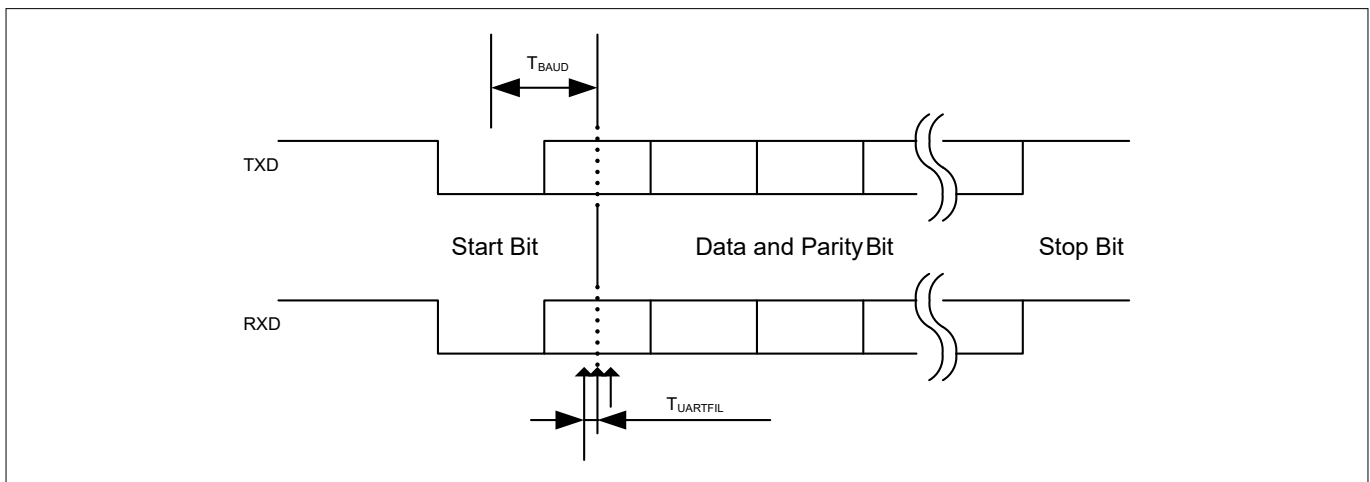 TBAUD
TXD
Start Bit
Data and Parity Bit
Stop Bit
RXD
TUARTFIL